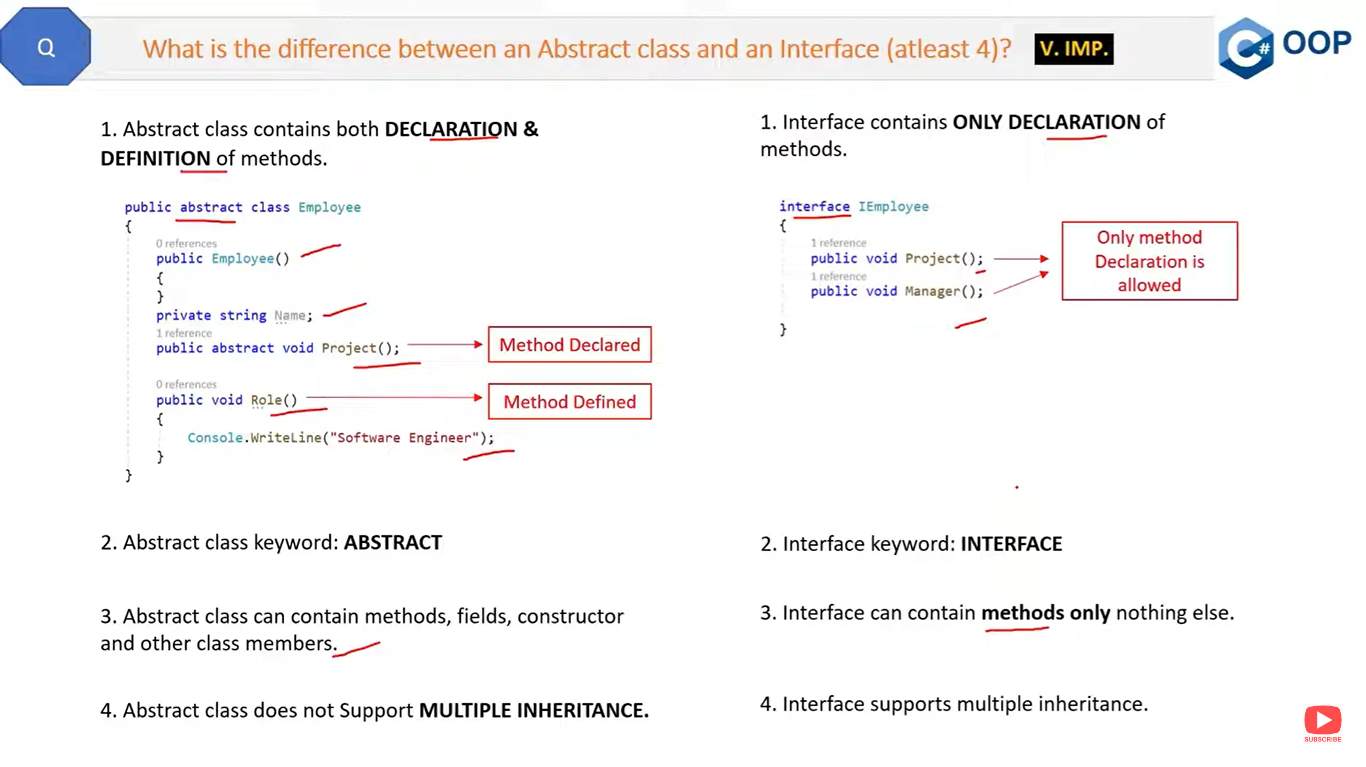 Q
What is the difference between an Abstract class and an Interface (atleast 4)?
V. IMP.
C#
OOP
1. Abstract class contains both DECLARATION &
DEFINITION of methods.
public abstract class Employee
{
0 references
public Employee()
{
}
private string Name;
1 reference
public abstract void Project();
Method Declared
0 references
public void Role()
Method Defined
{
Console.WriteLine("Software Engineer");
}
}
2. Abstract class keyword: ABSTRACT
3. Abstract class can contain methods, fields, constructor
and other class members.
4. Abstract class does not Support MULTIPLE INHERITANCE.
1. Interface contains ONLY DECLARATION of
methods.
interface IEmployee
{
1 reference
public void Project();
1 reference
public void Manager();
}
Only method
Declaration is
allowed
2. Interface keyword: INTERFACE
3. Interface can contain methods only nothing else.
4. Interface supports multiple inheritance.
SUBSCRIBE